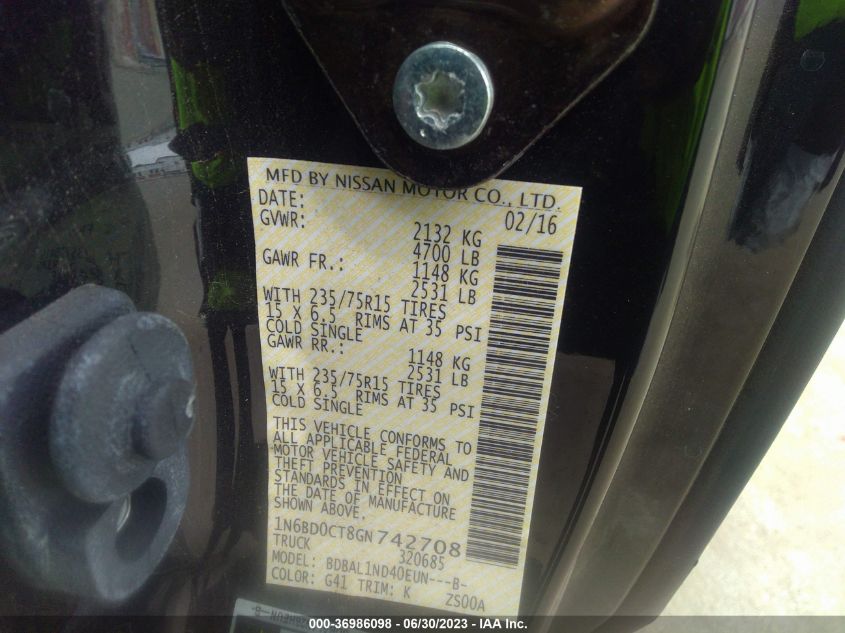 MFD BY NISSAN MOTOR CO., LTD.
DATE: 02/16
GVWR: 2132 KG
4700 LB
GAWR FR.: 1148 KG
2531 LB
WITH 235/75R15 TIRES
15 X 6.5 RIMS AT 35 PSI
COLD SINGLE
GAWR RR.: 1148 KG
2531 LB
WITH 235/75R15 TIRES
15 X 6.5 RIMS AT 35 PSI
COLD SINGLE
THIS VEHICLE CONFORMS TO
ALL APPLICABLE FEDERAL
MOTOR VEHICLE SAFETY AND
THEFT PREVENTION
STANDARDS IN EFFECT ON
THE DATE OF MANUFACTURE
SHOWN ABOVE.
1N6BD0CT8GN742708
TRUCK 320685
MODEL: BDBAL1ND40EUN---B-
COLOR: G41 TRIM: K ZS00A
000-36986098 - 06/30/2023 - IAA Inc.